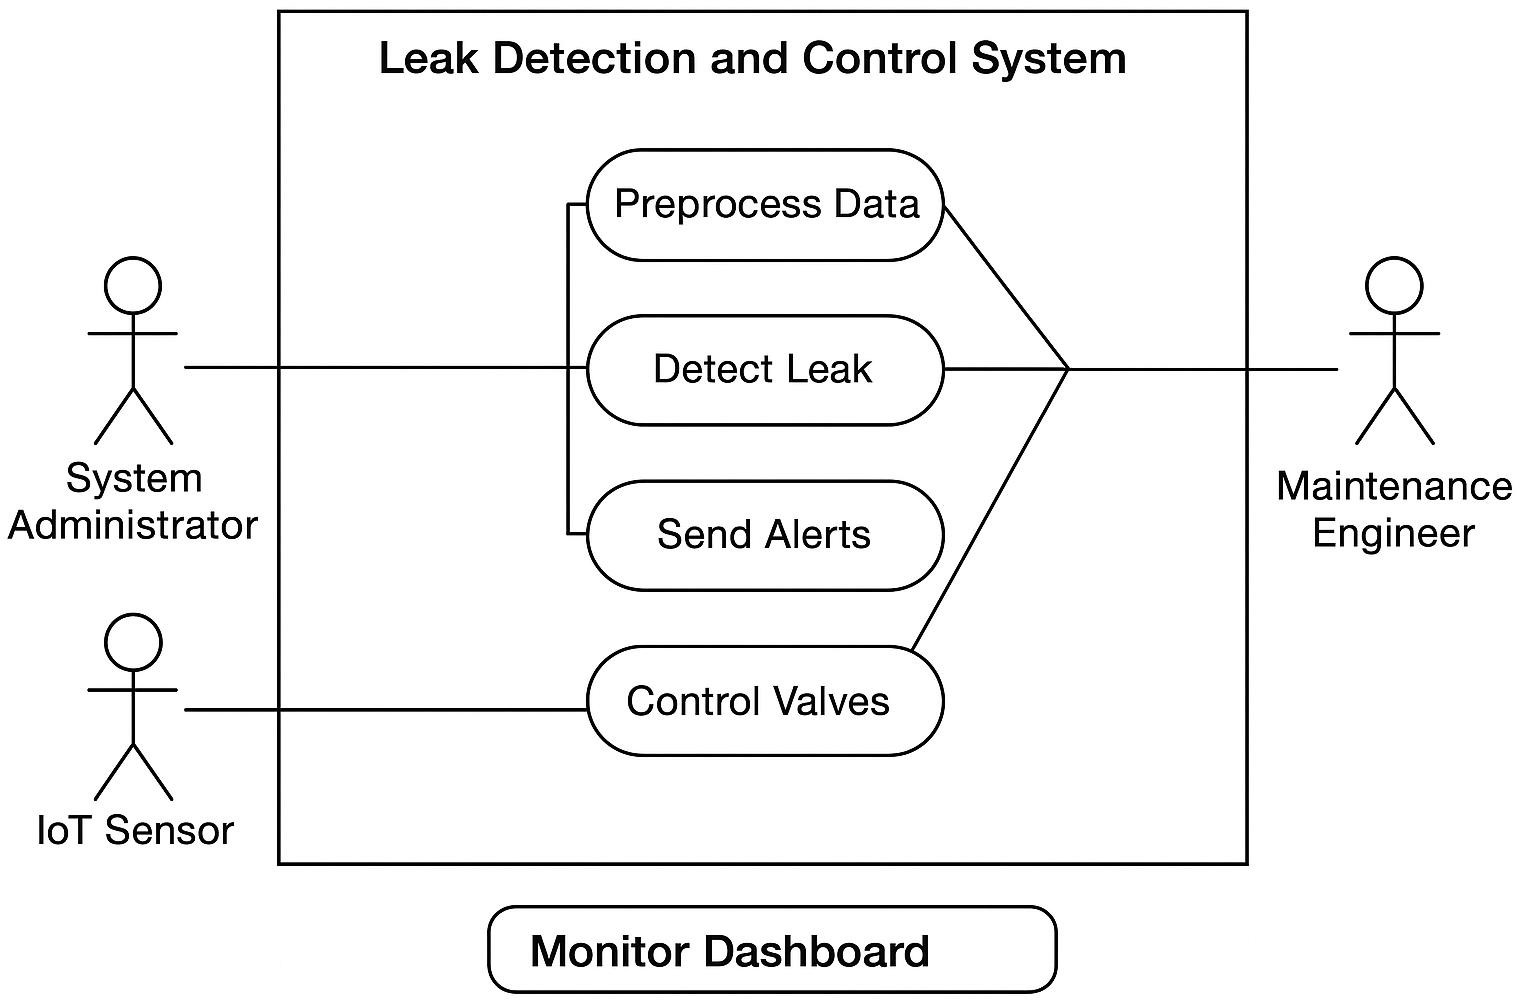 Leak Detection and Control System
Preprocess Data
Detect Leak
Send Alerts
Control Valves
System
Administrator
IoT Sensor
Maintenance
Engineer
Monitor Dashboard